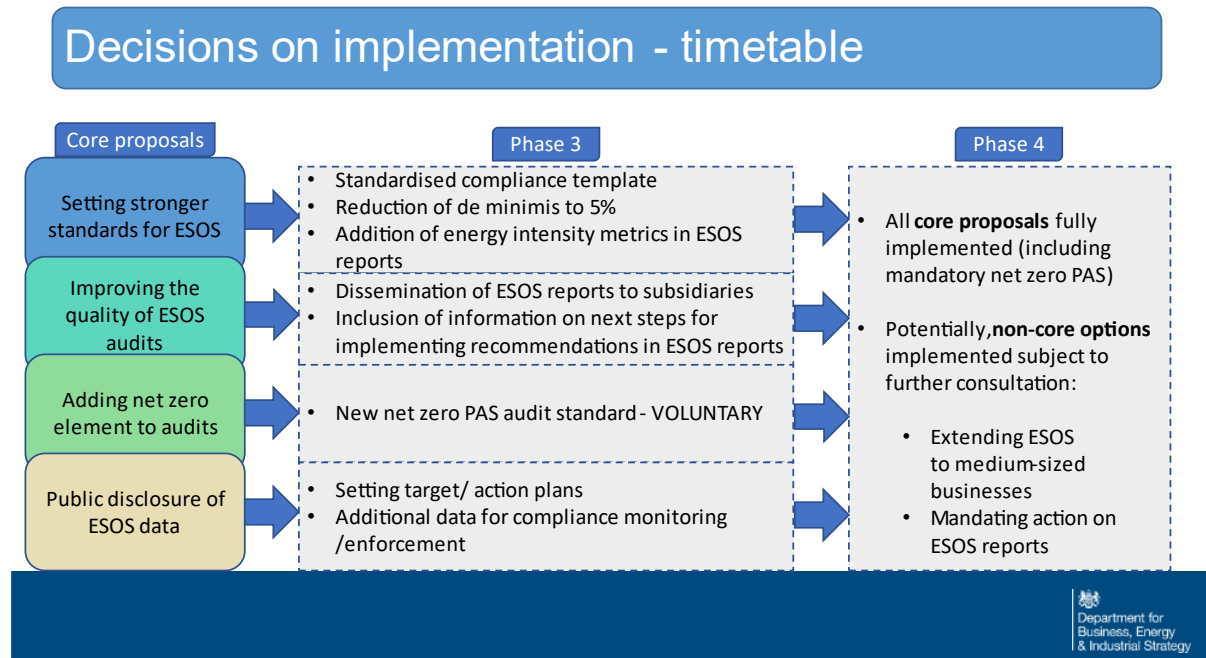 Decisions on implementation - timetable
Core proposals
Phase 3
Phase 4
Setting stronger
standards for ESOS
• Standardised compliance template
• Reduction of de minimis to 5%
• Addition of energy intensity metrics in ESOS
reports
Improving the
quality of ESOS
audits
• Dissemination of ESOS reports to subsidiaries
• Inclusion of information on next steps for
implementing recommendations in ESOS reports
Adding net zero
element to audits
• New net zero PAS audit standard - VOLUNTARY
Public disclosure of
ESOS data
• Setting target/ action plans
• Additional data for compliance monitoring
/enforcement
• All core proposals fully
implemented (including
mandatory net zero PAS)
• Potentially,non-core options
implemented subject to
further consultation:
• Extending ESOS
to medium-sized
businesses
• Mandating action on
ESOS reports
Department for
Business, Energy
& Industrial Strategy